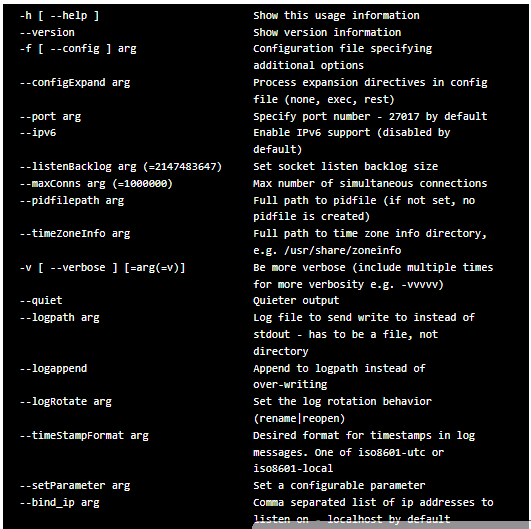 -h [ --help ] Show this usage information
--version Show version information
-f [ --config ] arg Configuration file specifying
additional options
--configExpand arg Process expansion directives in config
file (none, exec, rest)
--port arg Specify port number - 27017 by default
--ipv6 Enable IPv6 support (disabled by
default)
--listenBacklog arg (=2147483647) Set socket listen backlog size
--maxConns arg (=1000000) Max number of simultaneous connections
--pidfilepath arg Full path to pidfile (if not set, no
pidfile is created)
--timeZoneInfo arg Full path to time zone info directory,
e.g. /usr/share/zoneinfo
-v [ --verbose ] [=arg(=v)] Be more verbose (include multiple times
for more verbosity e.g. -vvvvv)
--quiet Quieter output
--logpath arg Log file to send write to instead of
stdout - has to be a file, not
directory
--logappend Append to logpath instead of
over-writing
--logRotate arg Set the log rotation behavior
(rename|reopen)
--timeStampFormat arg Desired format for timestamps in log
messages. One of iso8601-utc or
iso8601-local
--setParameter arg Set a configurable parameter
--bind_ip arg Comma separated list of ip addresses to
listen on - localhost by default